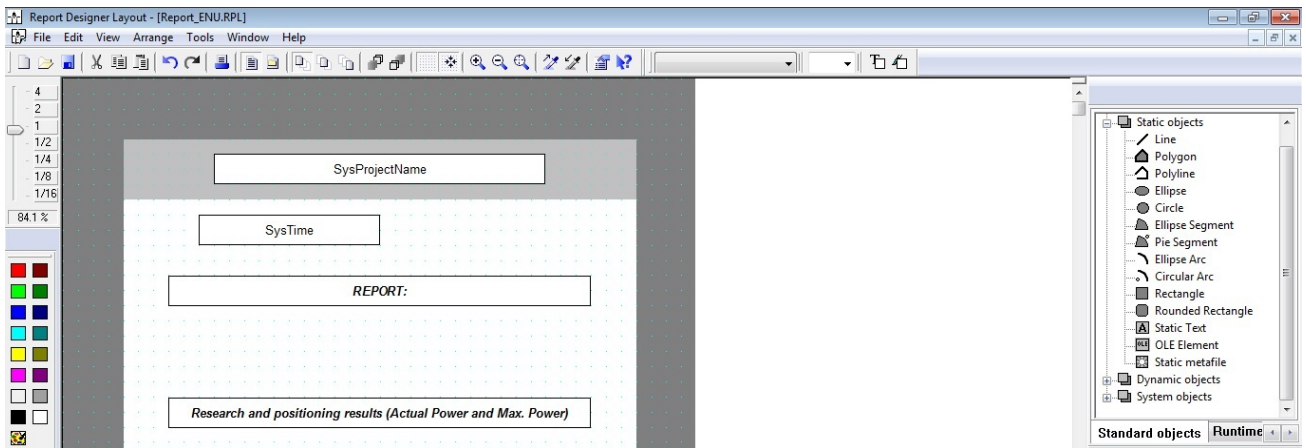 Report Designer Layout - [Report_ENU.RPL]
File Edit View Arrange Tools Window Help
4
2
1
1/2
1/4
1/8
1/16
84.1 %
SysProjectName
SysTime
REPORT:
Research and positioning results (Actual Power and Max. Power)
Static objects
Line
Polygon
Polyline
Ellipse
Circle
Ellipse Segment
Pie Segment
Ellipse Arc
Circular Arc
Rectangle
Rounded Rectangle
A Static Text
OLE OLE Element
Static metafile
Dynamic objects
System objects
Standard objects Runtime